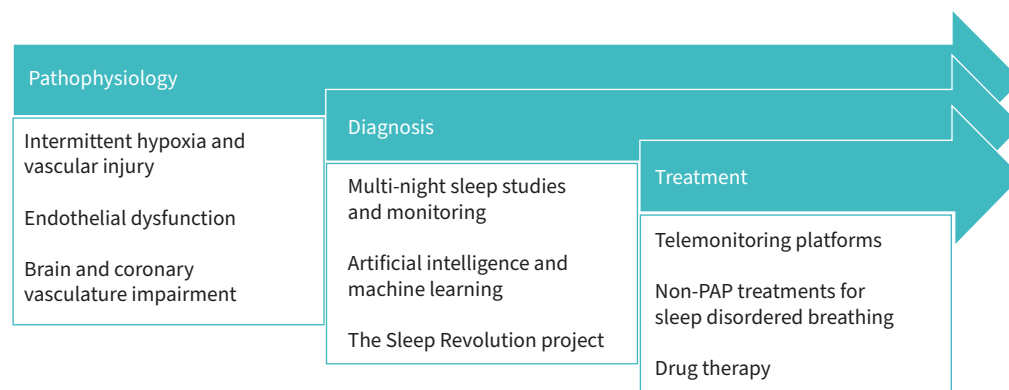 Pathophysiology
Intermittent hypoxia and
vascular injury
Endothelial dysfunction
Brain and coronary
vasculature impairment
Diagnosis
Multi-night sleep studies
and monitoring
Artificial intelligence and
machine learning
The Sleep Revolution project
Treatment
Telemonitoring platforms
Non-PAP treatments for
sleep disordered breathing
Drug therapy